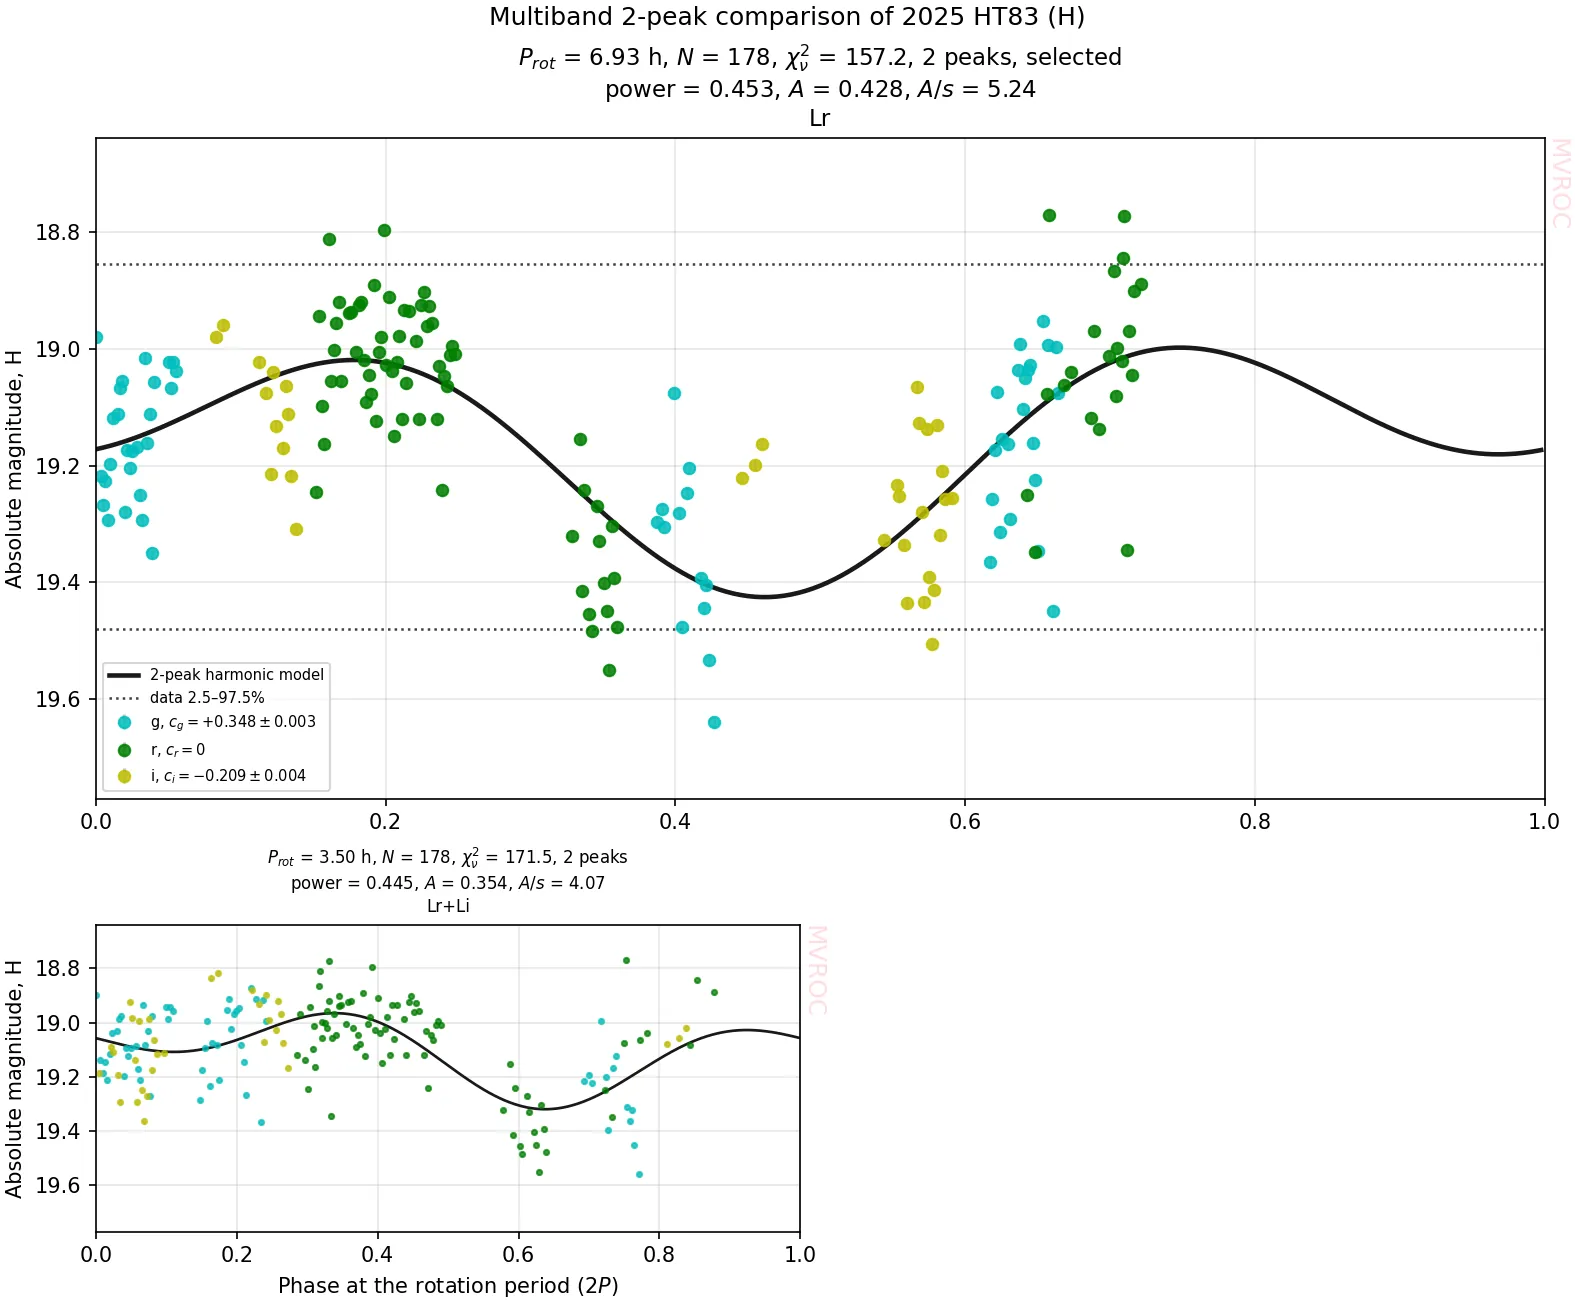 Multiband 2-peak comparison of 2025 HT83 (H)
P_rot = 6.93 h, N = 178, χ²_ν = 157.2, 2 peaks, selected
power = 0.453, A = 0.428, A/s = 5.24
Lr
MVROC
Absolute magnitude, H
18.8
19.0
19.2
19.4
19.6
2-peak harmonic model
data 2.5–97.5%
g, c_g = +0.348 ± 0.003
r, c_r = 0
i, c_i = −0.209 ± 0.004
0.0 0.2 0.4 0.6 0.8 1.0
P_rot = 3.50 h, N = 178, χ²_ν = 171.5, 2 peaks
power = 0.445, A = 0.354, A/s = 4.07
Lr+Li
MVROC
Absolute magnitude, H
18.8
19.0
19.2
19.4
19.6
0.0 0.2 0.4 0.6 0.8 1.0
Phase at the rotation period (2P)